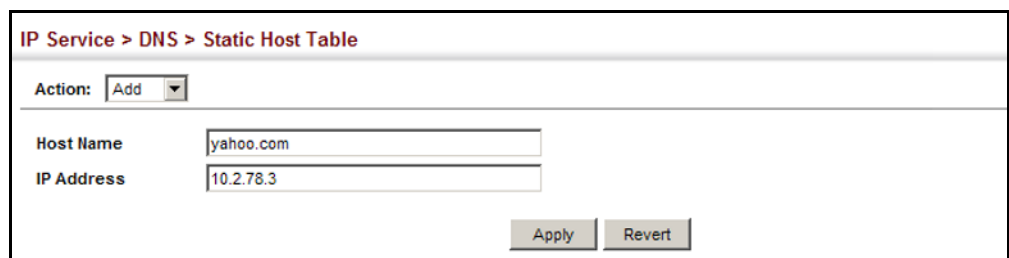 IP Service > DNS > Static Host Table
Action: Add
Host Name yahoo.com
IP Address 10.2.78.3
Apply Revert